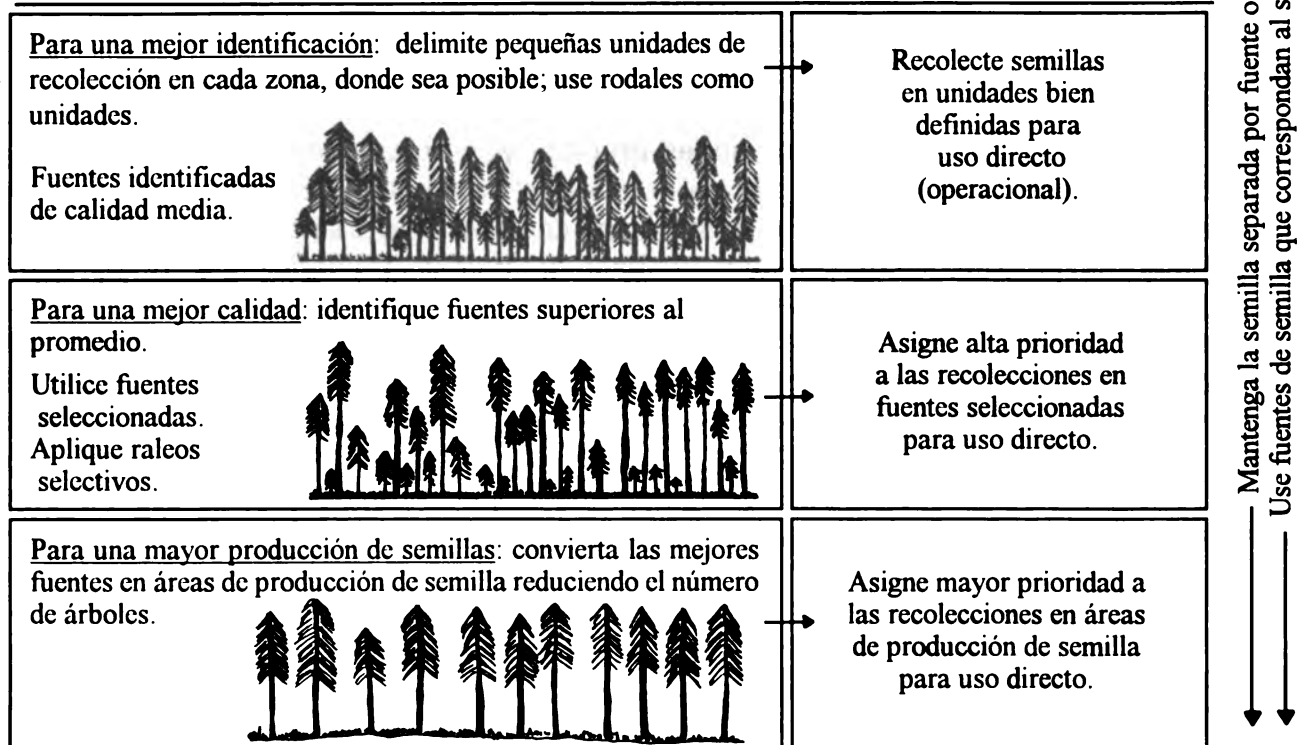 Para una mejor identificación: delimite pequeñas unidades de
recolección en cada zona, donde sea posible; use rodales como
unidades.
Fuentes identificadas
de calidad media.
Recolecte semillas
en unidades bien
definidas para
uso directo
(operacional).
Para una mejor calidad: identifique fuentes superiores al
promedio.
Utilice fuentes
seleccionadas.
Aplique raleos
selectivos.
Asigne alta prioridad
a las recolecciones en
fuentes seleccionadas
para uso directo.
Para una mayor producción de semillas: convierta las mejores
fuentes en áreas de producción de semilla reduciendo el número
de árboles.
Asigne mayor prioridad a
las recolecciones en áreas
de producción de semilla
para uso directo.
Mantenga la semilla separada por fuente o
Use fuentes de semilla que correspondan al s